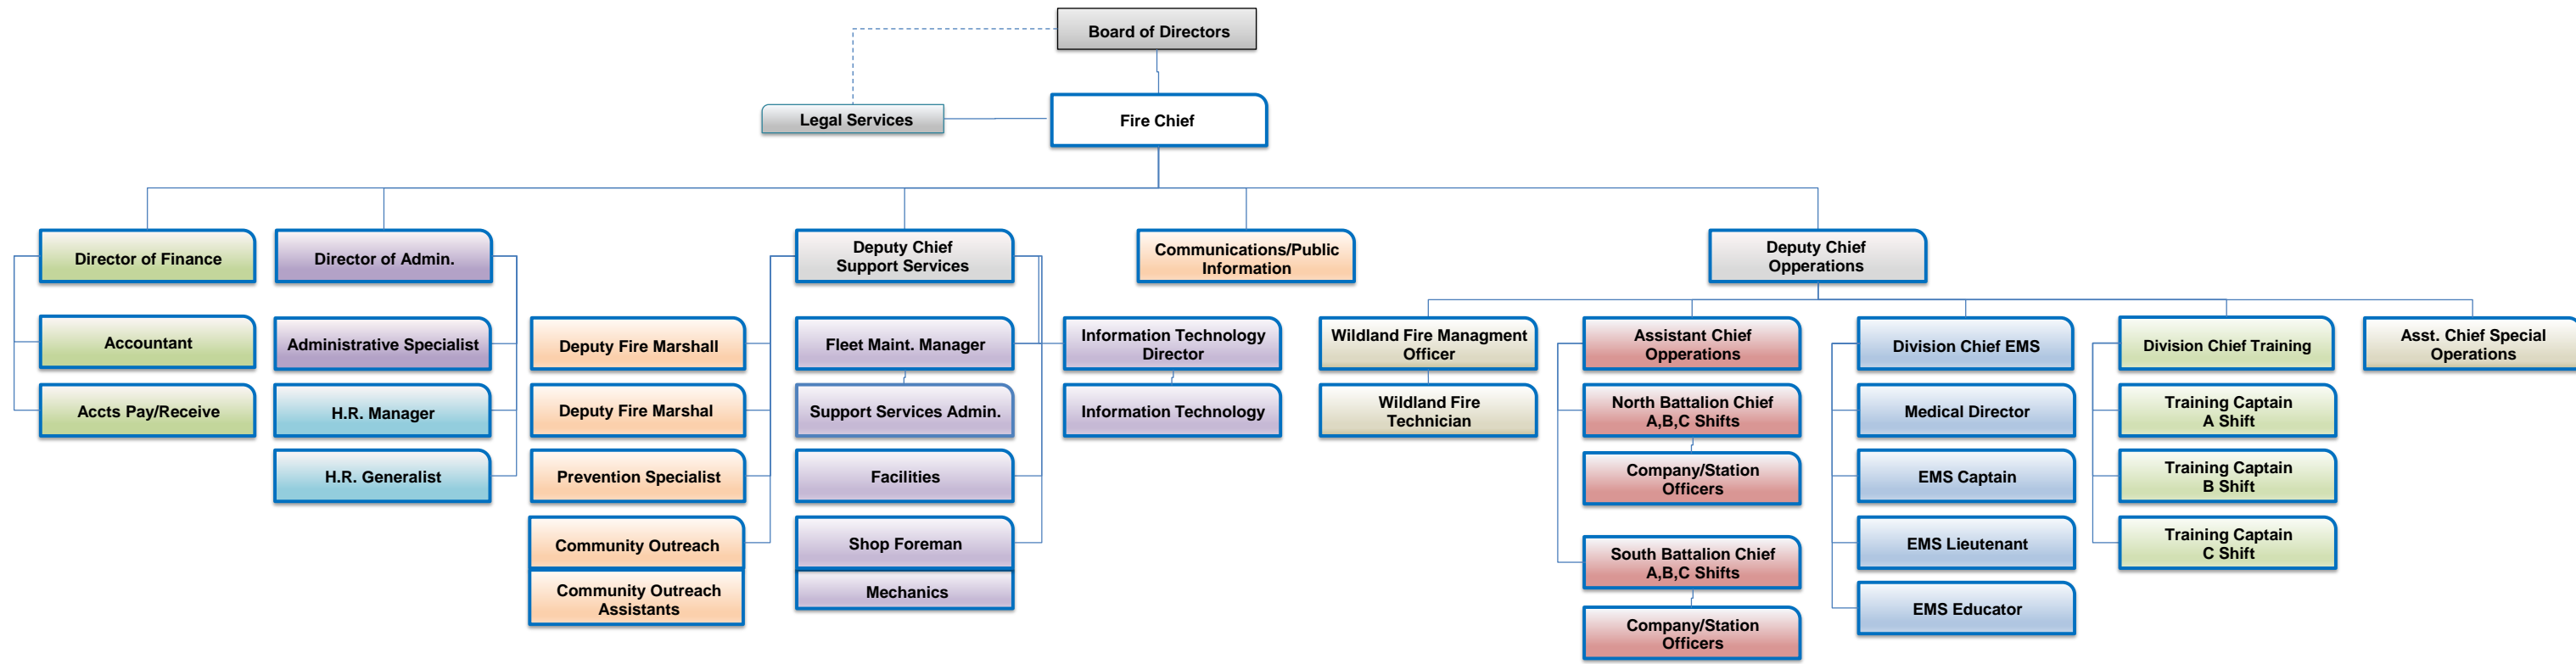 Board of Directors
Legal Services
Fire Chief
Director of Finance
Director of Admin.
Deputy Chief
Support Services
Communications/Public
Information
Deputy Chief
Opperations
Accountant
Administrative Specialist
Deputy Fire Marshall
Fleet Maint. Manager
Information Technology
Director
Wildland Fire Managment
Officer
Assistant Chief
Opperations
Division Chief EMS
Division Chief Training
Asst. Chief Special
Operations
Accts Pay/Receive
H.R. Manager
Deputy Fire Marshal
Support Services Admin.
Information Technology
Wildland Fire
Technician
North Battalion Chief
A,B,C Shifts
Medical Director
Training Captain
A Shift
H.R. Generalist
Prevention Specialist
Facilities
Company/Station
Officers
EMS Captain
Training Captain
B Shift
Community Outreach
Shop Foreman
South Battalion Chief
A,B,C Shifts
EMS Lieutenant
Training Captain
C Shift
Community Outreach
Assistants
Mechanics
Company/Station
Officers
EMS Educator